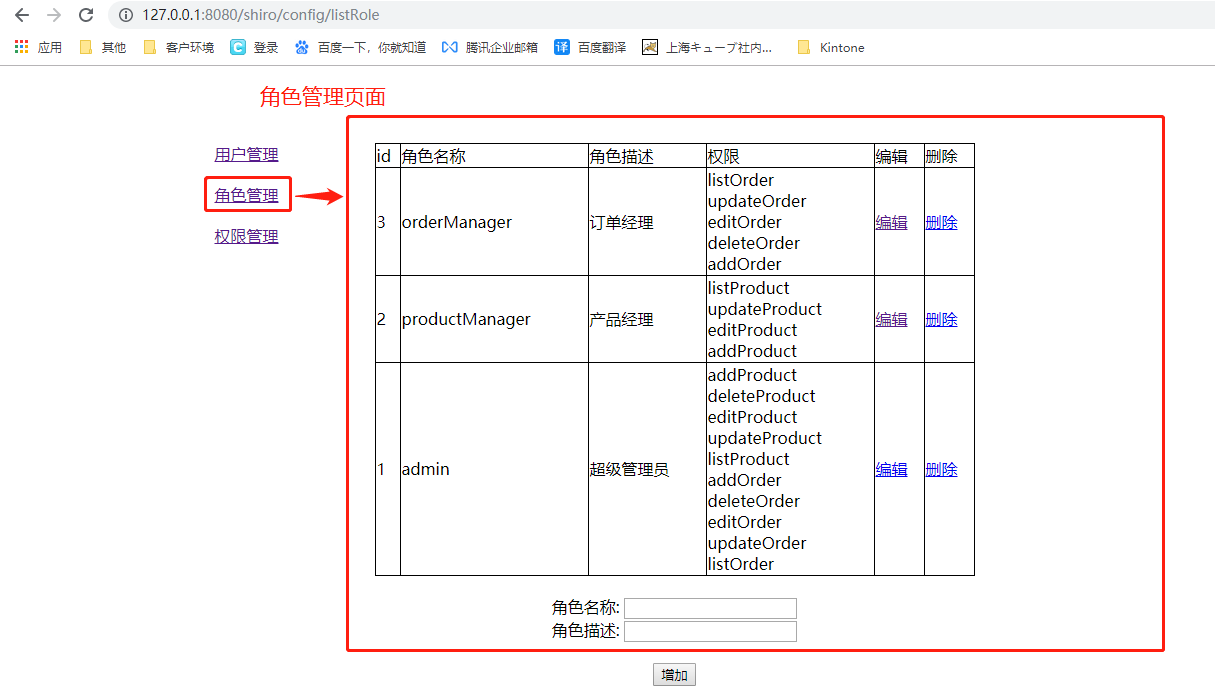 127.0.0.1:8080/shiro/config/listRole
应用 其他 客户环境 登录 百度一下，你就知道 腾讯企业邮箱 译 百度翻译 上海キューブ社内... Kintone
角色管理页面
用户管理
角色管理
权限管理
id 角色名称 角色描述 权限 编辑 删除
3 orderManager 订单经理 listOrder
updateOrder
editOrder
deleteOrder
addOrder
编辑 删除
2 productManager 产品经理 listProduct
updateProduct
editProduct
addProduct
编辑 删除
1 admin 超级管理员 addProduct
deleteProduct
editProduct
updateProduct
listProduct
addOrder
deleteOrder
editOrder
updateOrder
listOrder
编辑 删除
角色名称:
角色描述:
增加